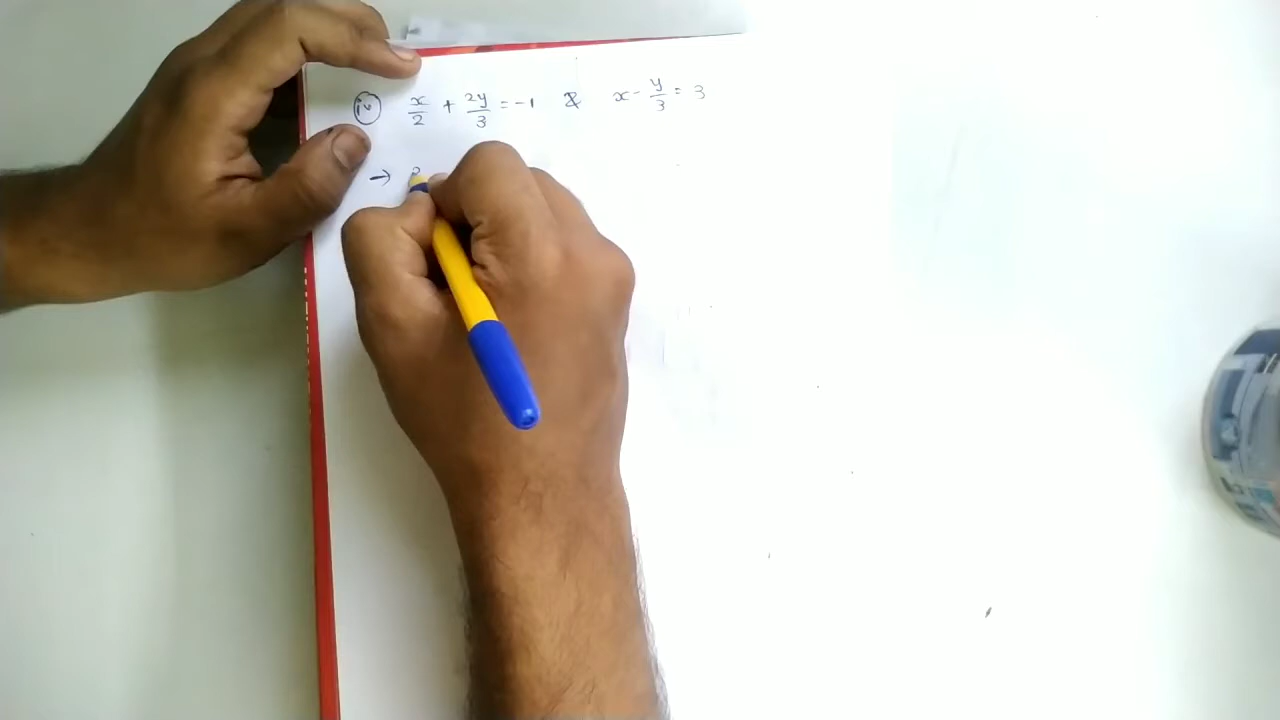 (iv) x/2 + 2y/3 = -1 & x - y/3 = 3
→